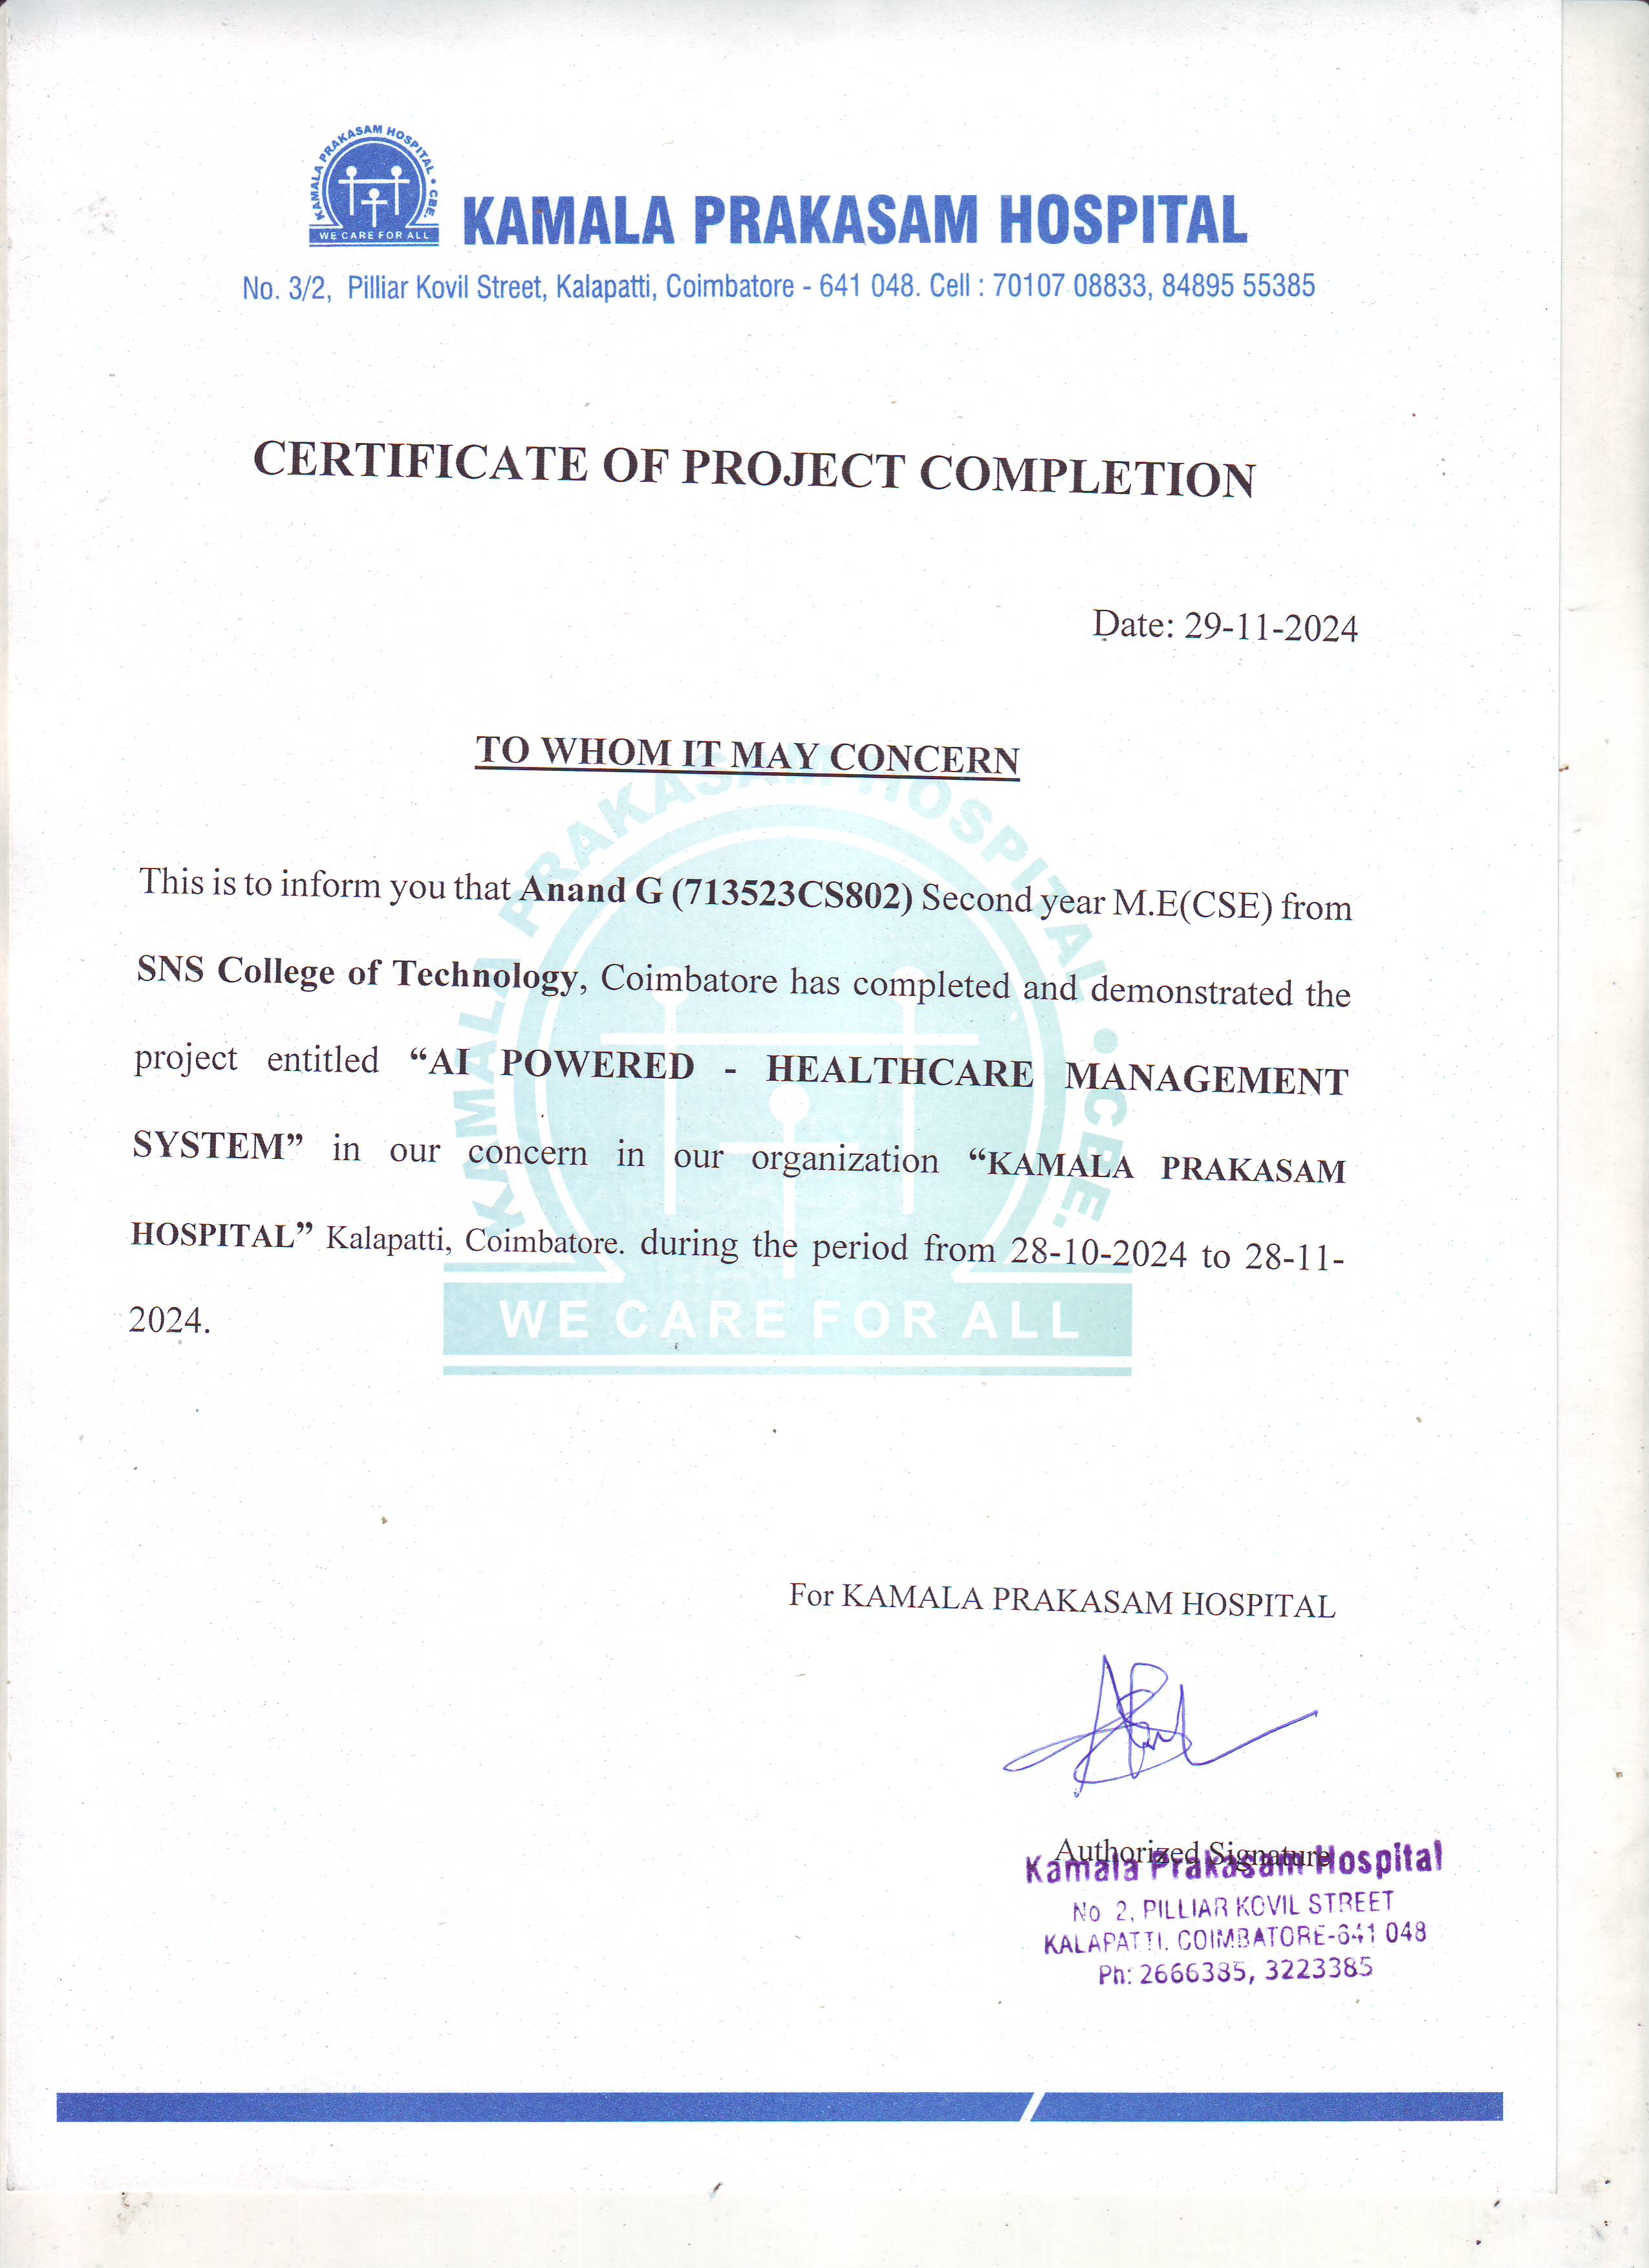 KAMALA PRAKASAM HOSPITAL • CBE.
WE CARE FOR ALL
KAMALA PRAKASAM HOSPITAL
No. 3/2, Pilliar Kovil Street, Kalapatti, Coimbatore - 641 048. Cell : 70107 08833, 84895 55385
CERTIFICATE OF PROJECT COMPLETION
Date: 29-11-2024
TO WHOM IT MAY CONCERN
This is to inform you that Anand G (713523CS802) Second year M.E(CSE) from
SNS College of Technology, Coimbatore has completed and demonstrated the
project entitled “AI POWERED - HEALTHCARE MANAGEMENT
SYSTEM” in our concern in our organization “KAMALA PRAKASAM
HOSPITAL” Kalapatti, Coimbatore. during the period from 28-10-2024 to 28-11-
2024.
KAMALA PRAKASAM HOSPITAL • CBE.
WE CARE FOR ALL
For KAMALA PRAKASAM HOSPITAL
Authorized Signature
Kamala Prakasam Hospital
No 2, PILLIAR KOVIL STREET
KALAPATTI. COIMBATORE-641 048
Ph: 2666385, 3223385